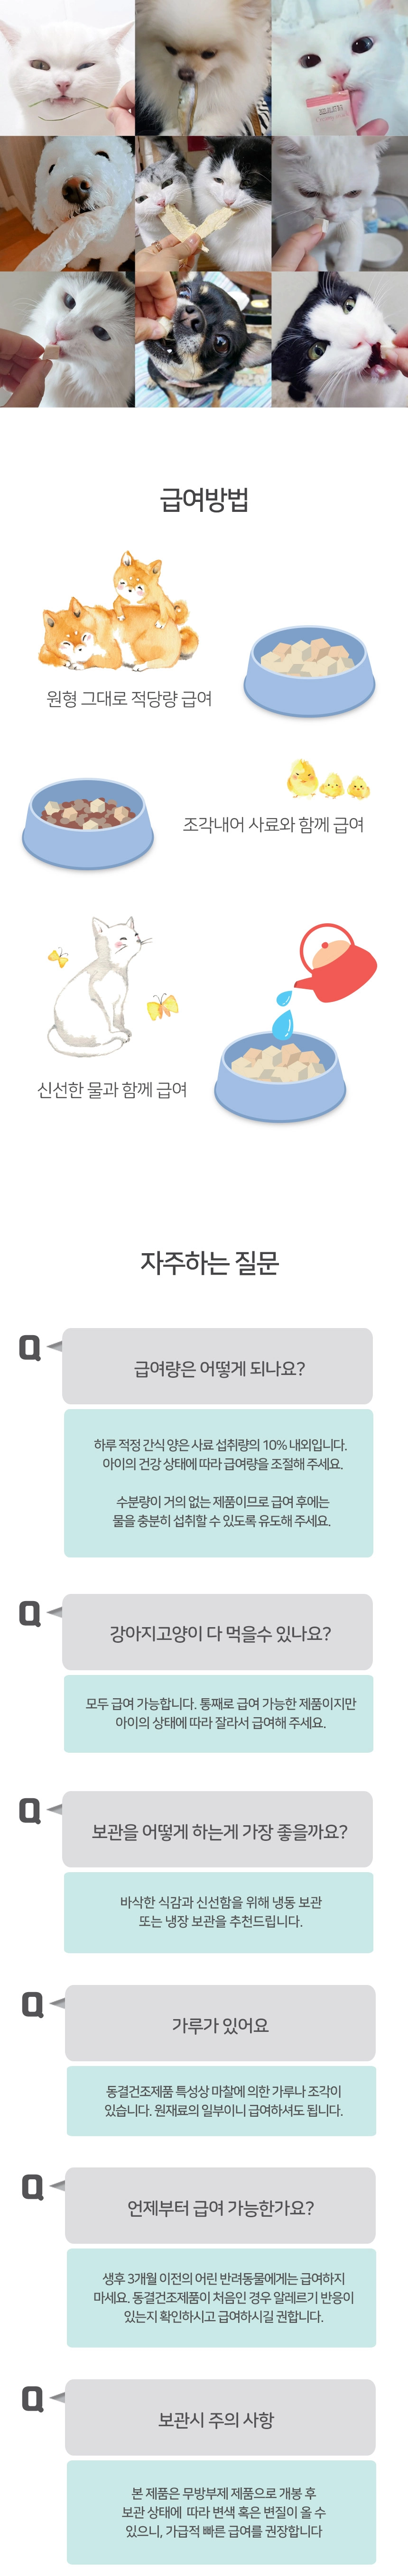 급여방법
원형 그대로 적당량 급여
조각내어 사료와 함께 급여
신선한 물과 함께 급여
자주하는 질문
Q
급여량은 어떻게 되나요?
하루 적정 간식 양은 사료 섭취량의 10% 내외입니다.
아이의 건강 상태에 따라 급여량을 조절해 주세요.
수분량이 거의 없는 제품이므로 급여 후에는
물을 충분히 섭취할 수 있도록 유도해 주세요.
Q
강아지고양이 다 먹을수 있나요?
모두 급여 가능합니다. 통째로 급여 가능한 제품이지만
아이의 상태에 따라 잘라서 급여해 주세요.
Q
보관을 어떻게 하는게 가장 좋을까요?
바삭한 식감과 신선함을 위해 냉동 보관
또는 냉장 보관을 추천드립니다.
Q
가루가 있어요
동결건조제품 특성상 마찰에 의한 가루나 조각이
있습니다. 원재료의 일부이니 급여하셔도 됩니다.
Q
언제부터 급여 가능한가요?
생후 3개월 이전의 어린 반려동물에게는 급여하지
마세요. 동결건조제품이 처음인 경우 알레르기 반응이
있는지 확인하시고 급여하시길 권합니다.
Q
보관시 주의 사항
본 제품은 무방부제 제품으로 개봉 후
보관 상태에 따라 변색 혹은 변질이 올 수
있으니, 가급적 빠른 급여를 권장합니다